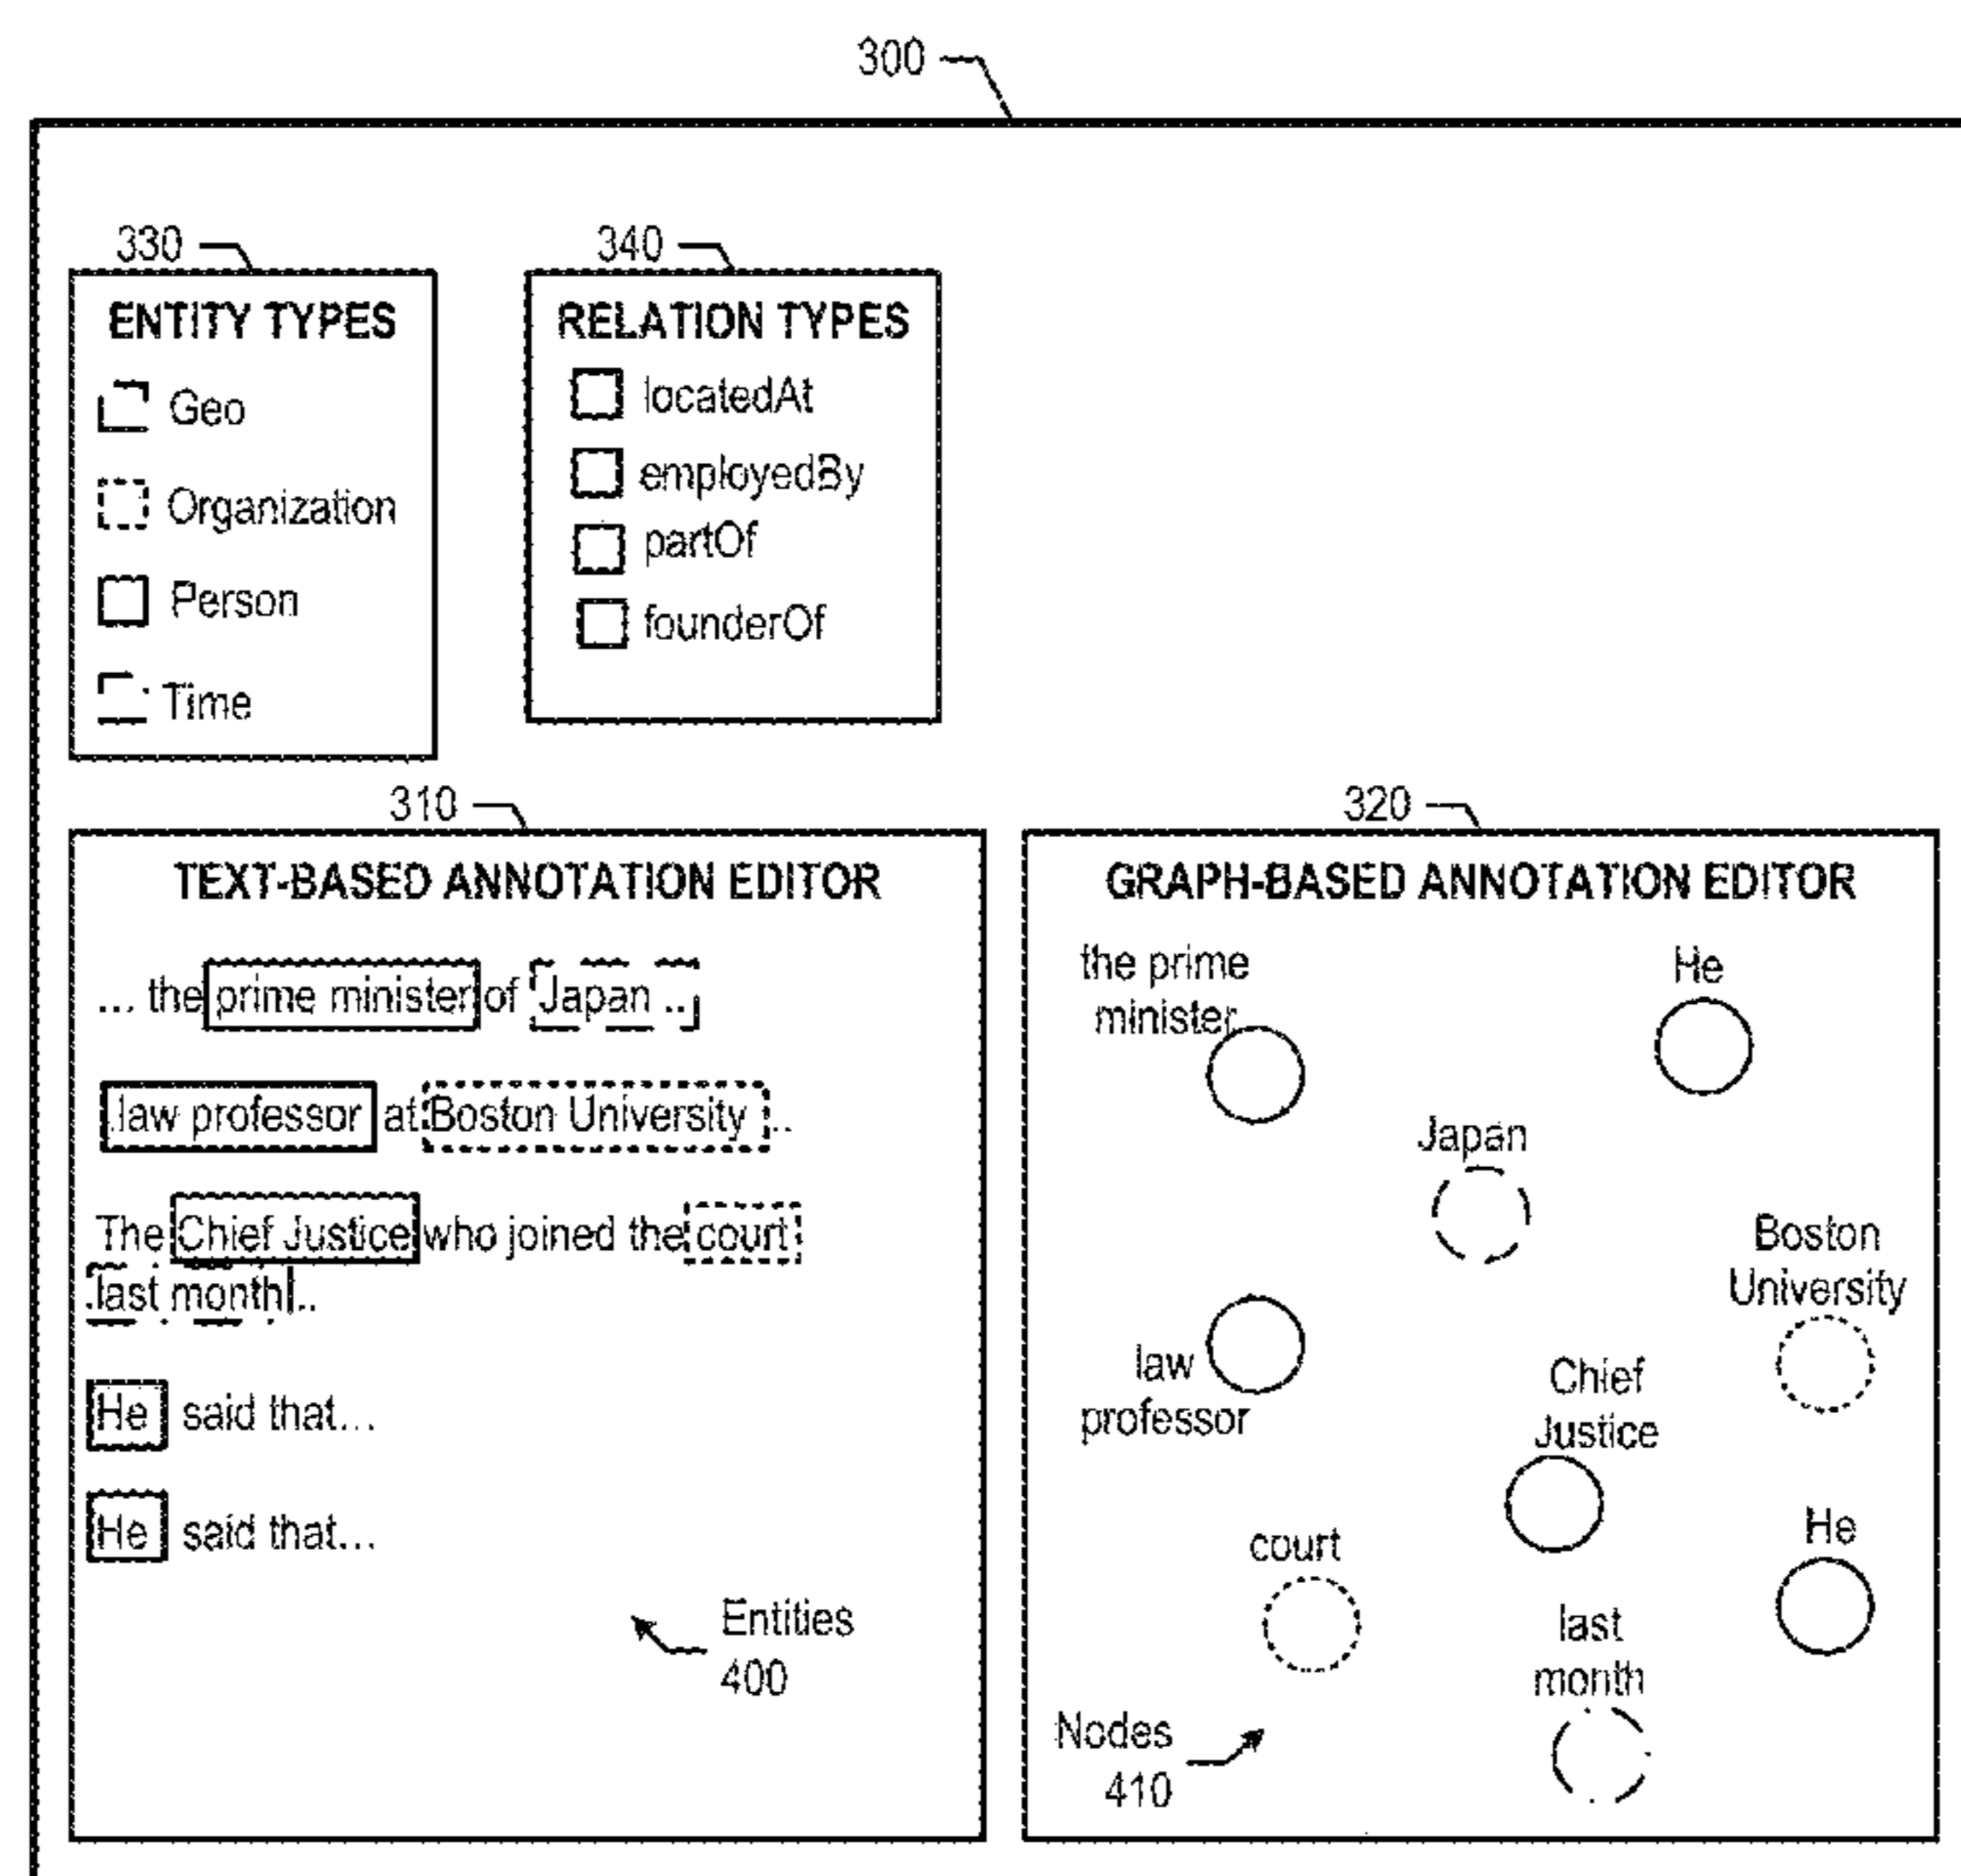 300
330
ENTITY TYPES
Geo
Organization
Person
Time
340
RELATION TYPES
locatedAt
employedBy
partOf
founderOf
310
TEXT-BASED ANNOTATION EDITOR
... the prime minister of Japan ..
.law professor at Boston University ..
The Chief Justice who joined the court
.last month ..
He said that...
He said that...
Entities
400
320
GRAPH-BASED ANNOTATION EDITOR
the prime
minister
He
Japan
Boston
University
law
professor
Chief
Justice
court
He
last
month
Nodes
410